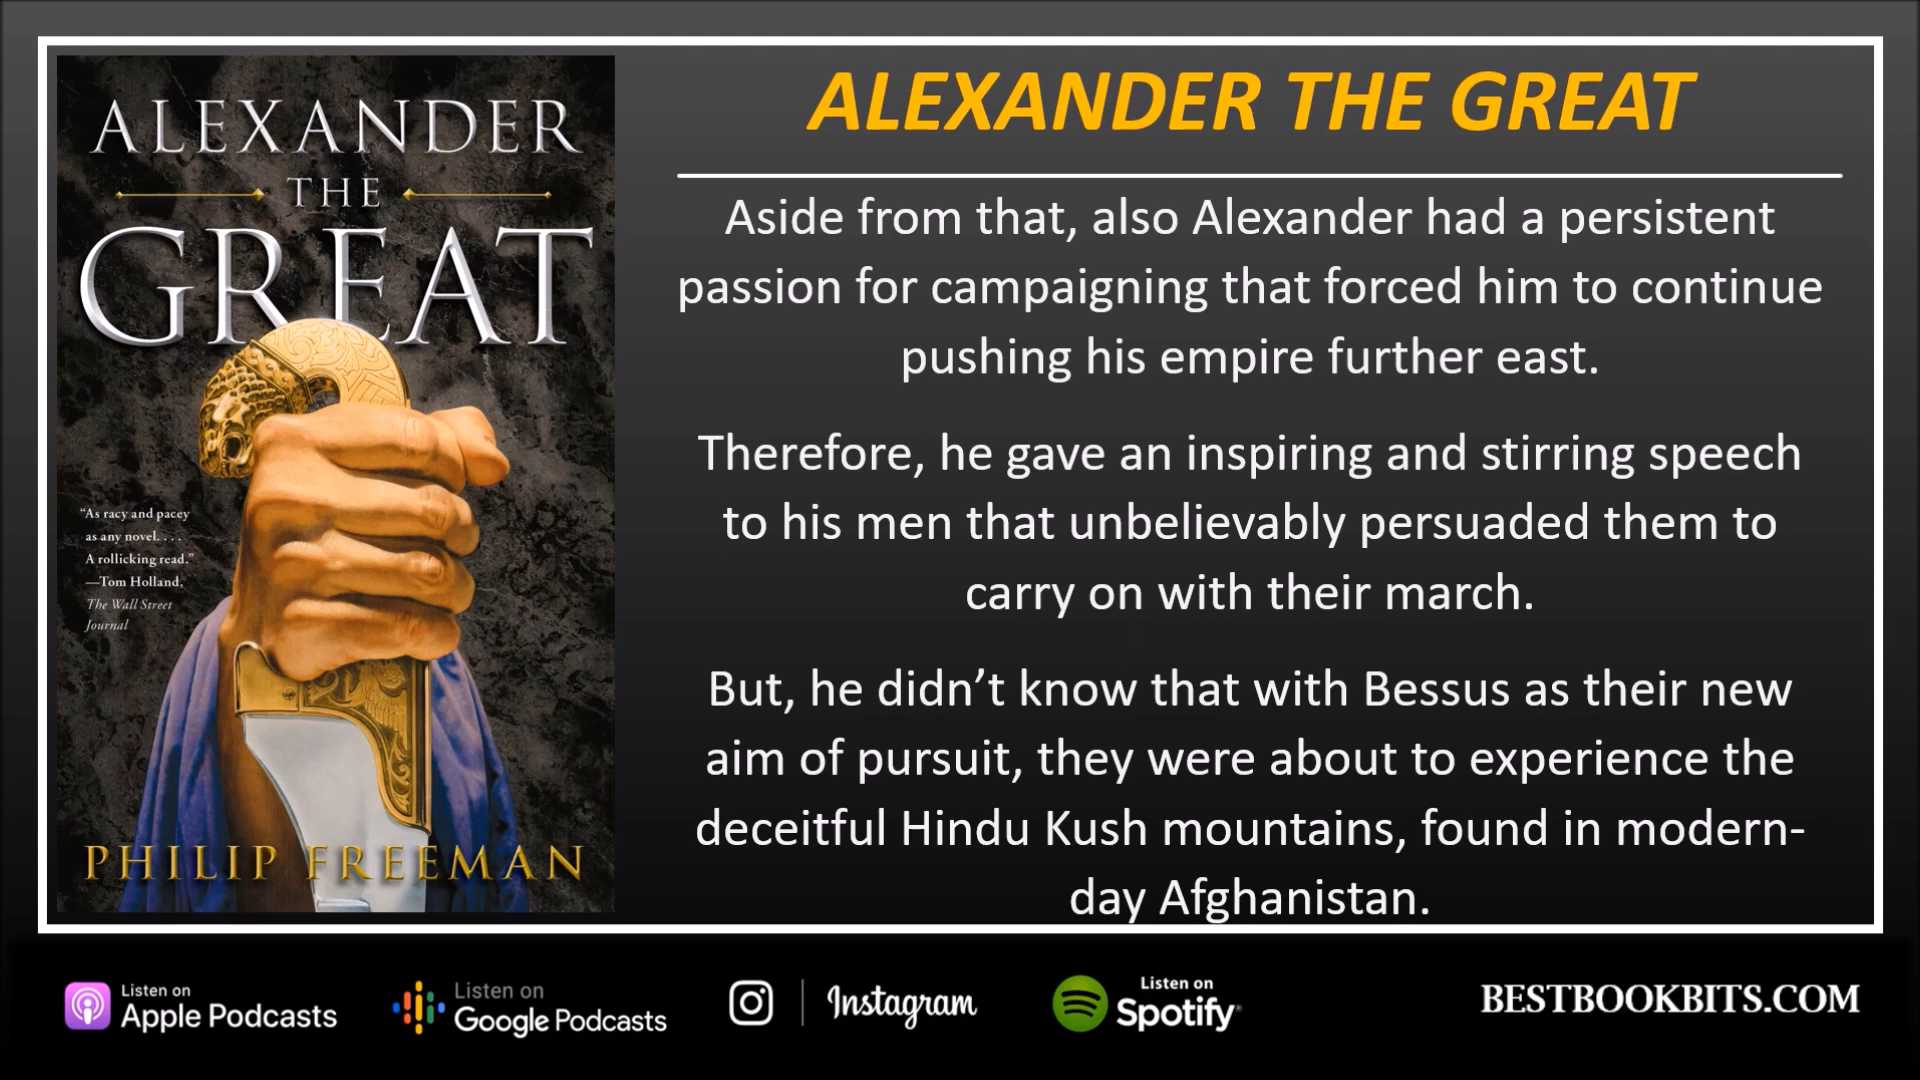 ALEXANDER
THE
GREAT
“As racy and pacey
as any novel. . . .
A rollicking read.”
—Tom Holland,
The Wall Street
Journal
PHILIP FREEMAN
ALEXANDER THE GREAT
Aside from that, also Alexander had a persistent
passion for campaigning that forced him to continue
pushing his empire further east.
Therefore, he gave an inspiring and stirring speech
to his men that unbelievably persuaded them to
carry on with their march.
But, he didn’t know that with Bessus as their new
aim of pursuit, they were about to experience the
deceitful Hindu Kush mountains, found in modern-
day Afghanistan.
Listen on
Apple Podcasts
Listen on
Google Podcasts
Instagram
Listen on
Spotify
BESTBOOKBITS.COM